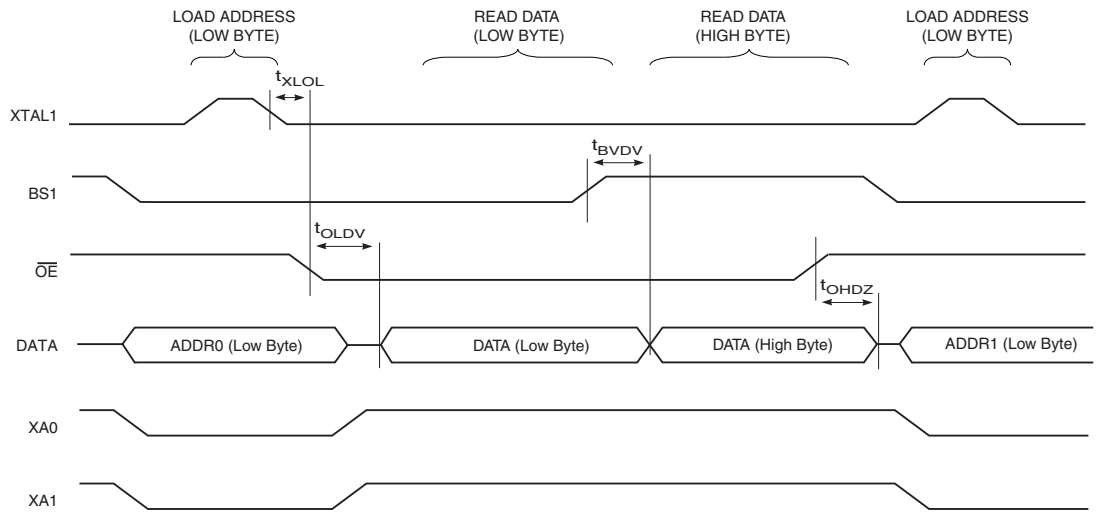 LOAD ADDRESS
(LOW BYTE)
READ DATA
(LOW BYTE)
READ DATA
(HIGH BYTE)
LOAD ADDRESS
(LOW BYTE)
tXLOL
XTAL1
tBVDV
BS1
tOLDV
OE
tOHDZ
DATA
ADDR0 (Low Byte)
DATA (Low Byte)
DATA (High Byte)
ADDR1 (Low Byte)
XA0
XA1